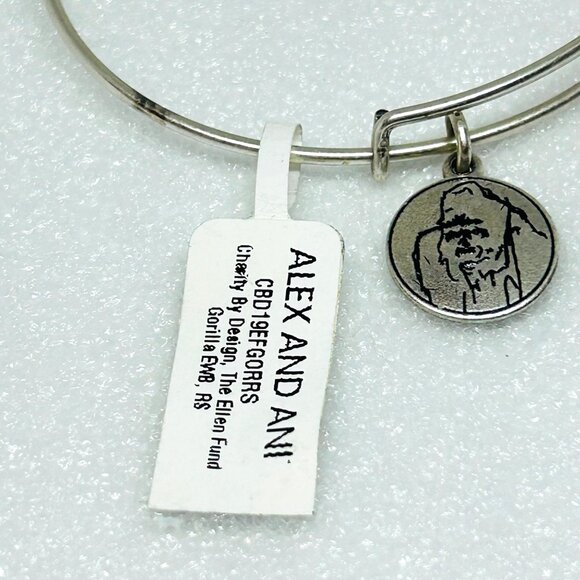 ALEX AND ANI
CBD19EFGORRS
Charity By Design, The Ellen Fund
Gorilla EWB, RS